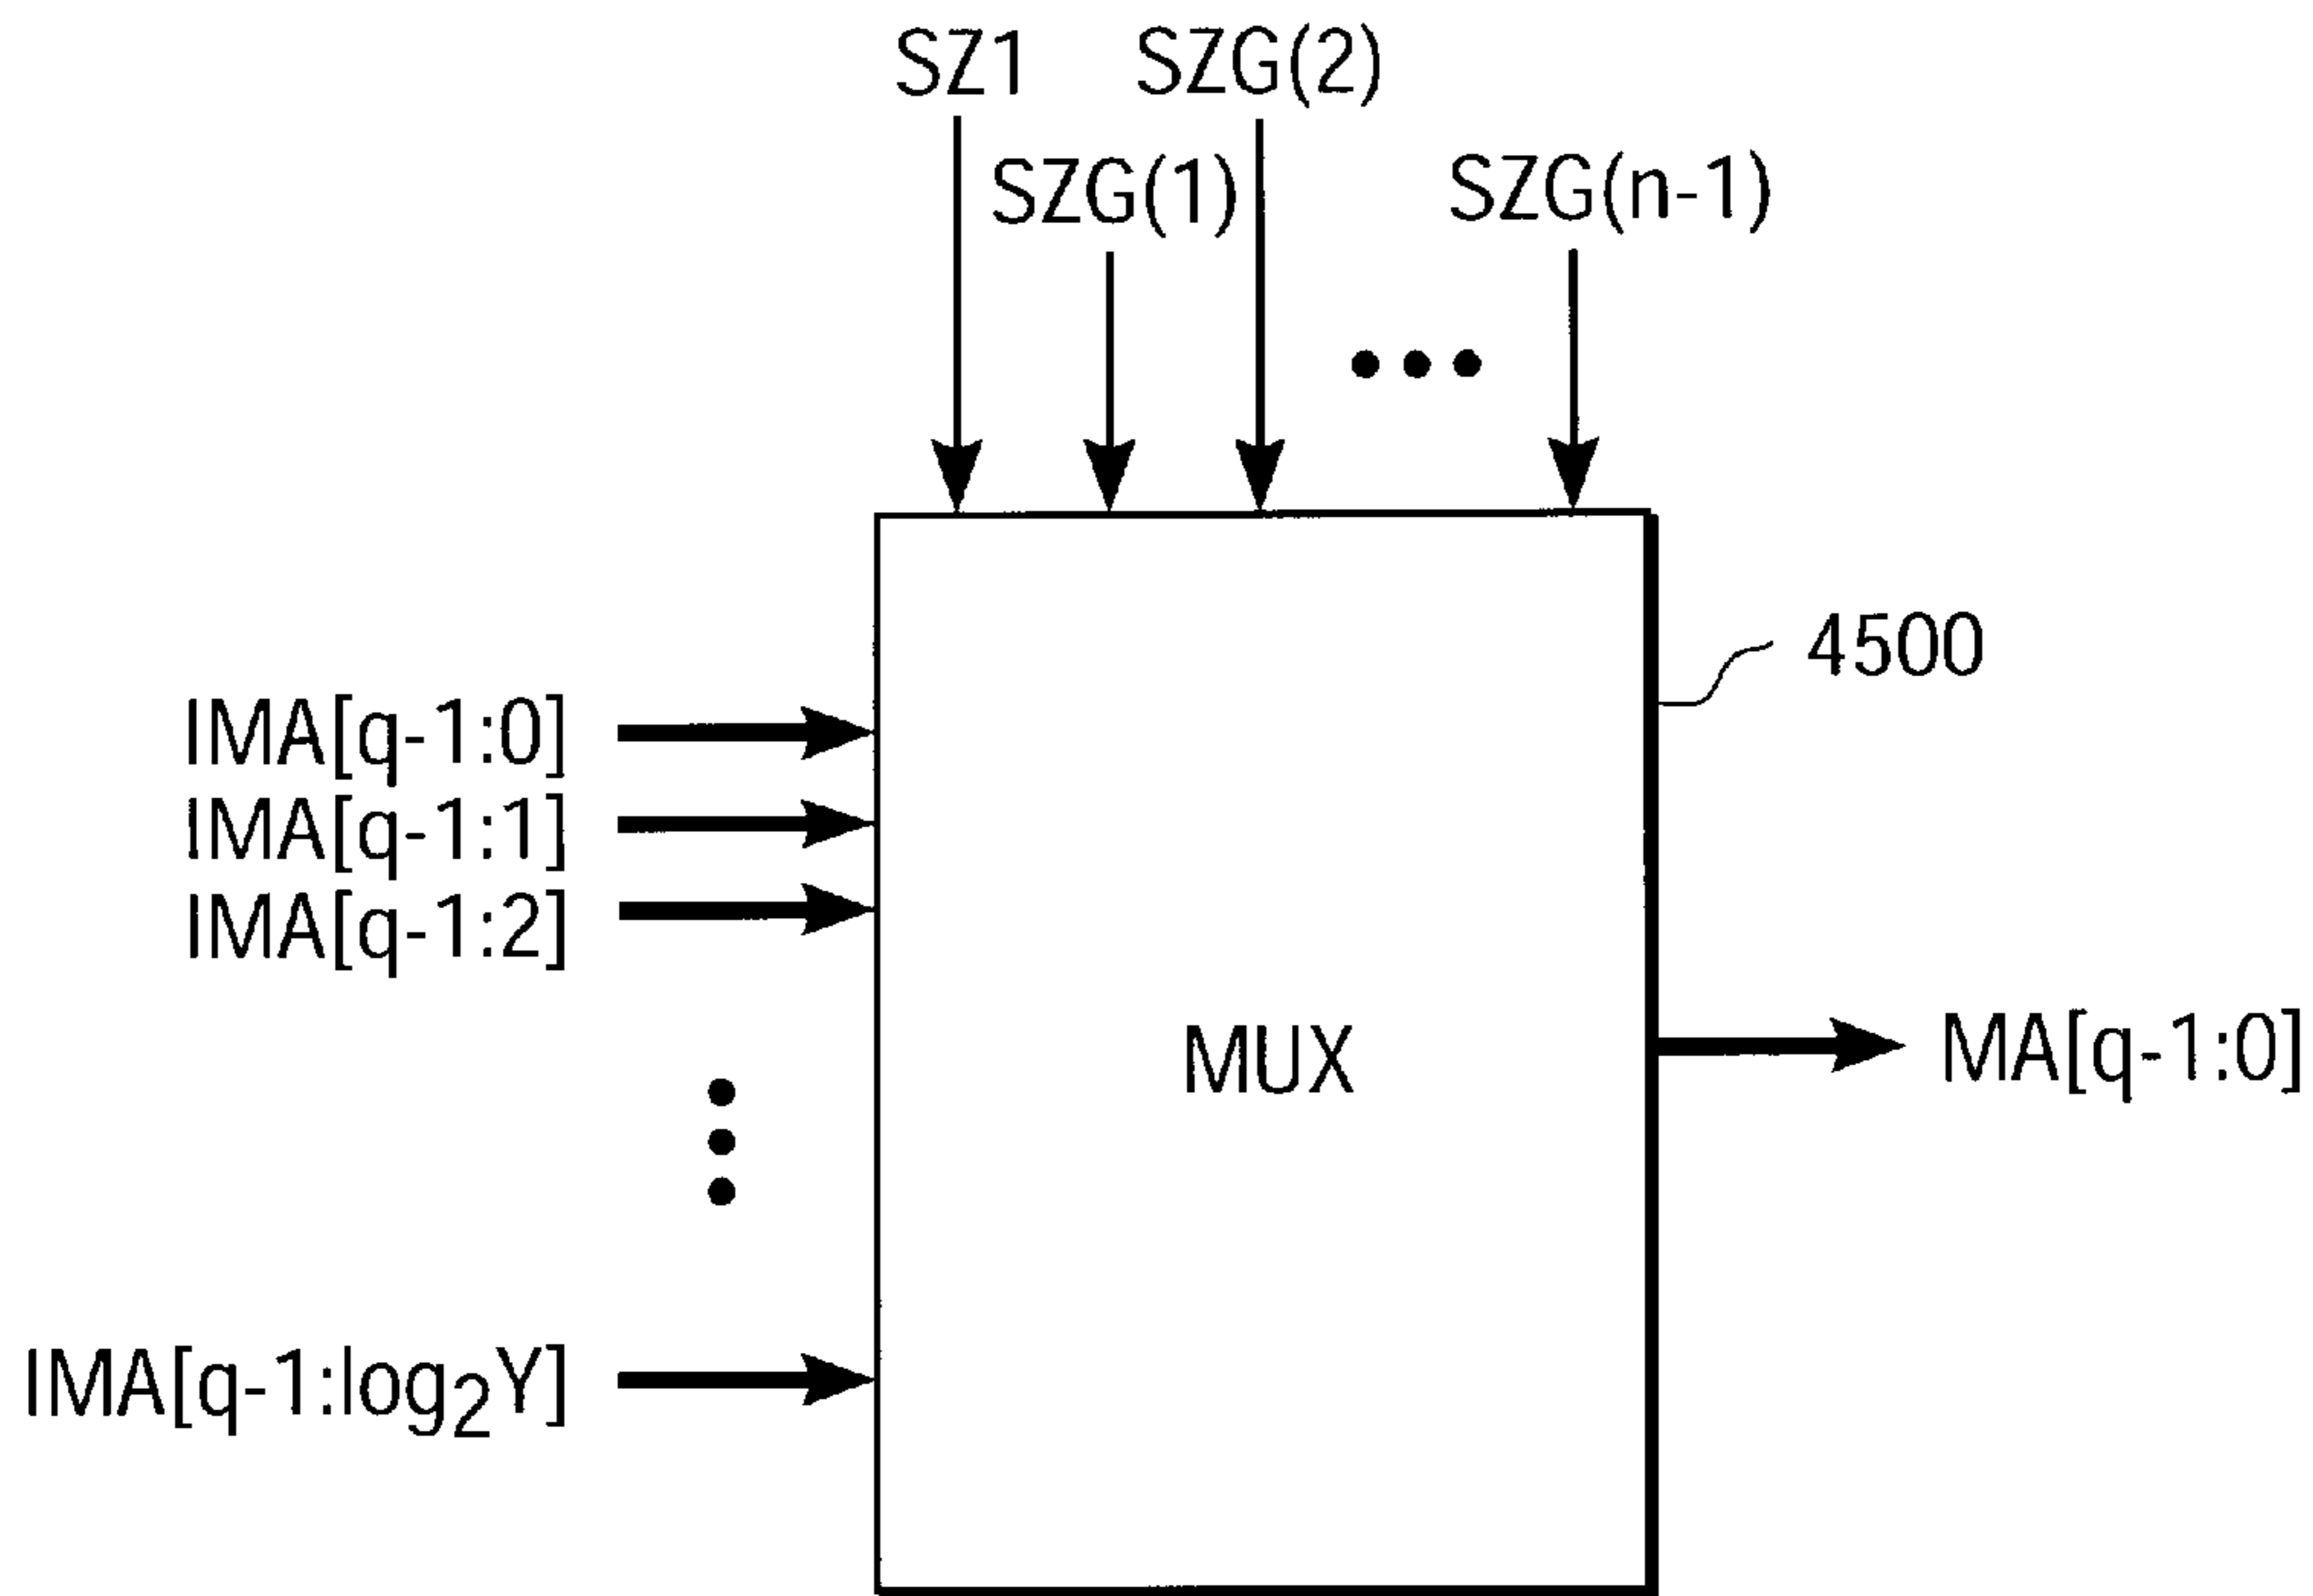 SZ1 SZG(2)
SZG(1) SZG(n-1)
4500
IMA[q-1:0]
IMA[q-1:1]
IMA[q-1:2]
MUX
MA[q-1:0]
IMA[q-1:log₂Y]